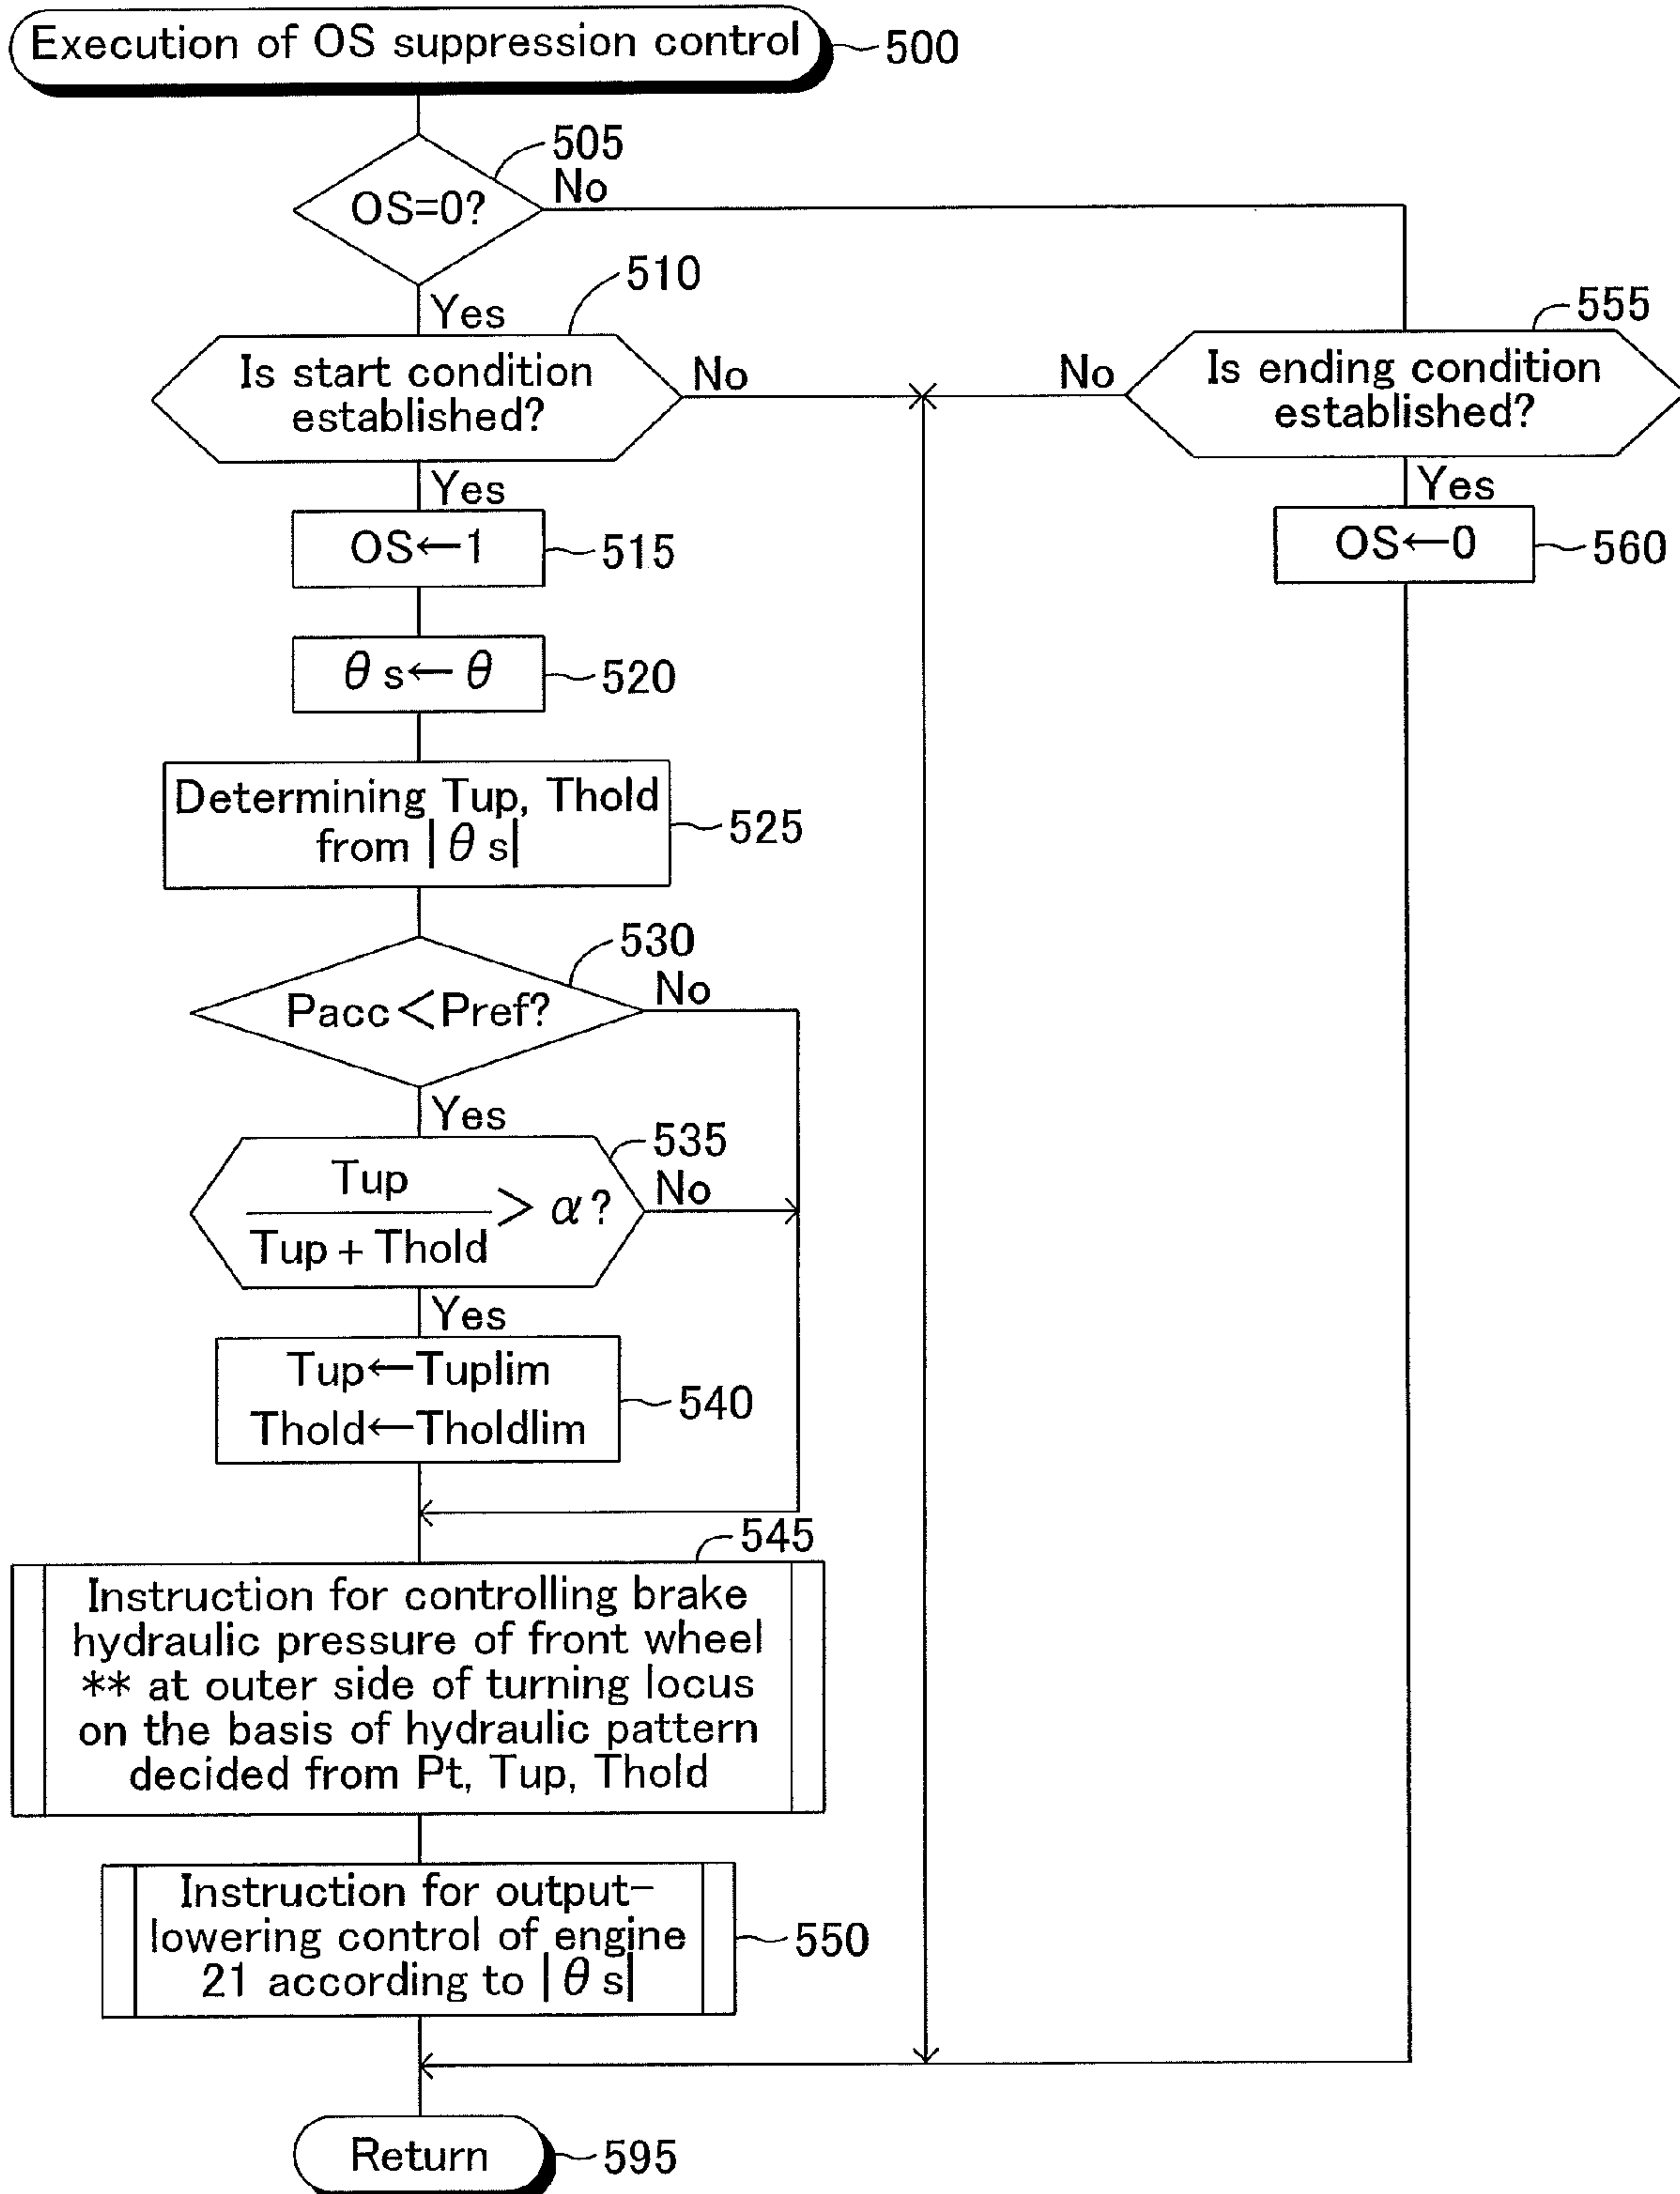 Execution of OS suppression control
500
505
OS=0?
No
Yes
510
Is start condition
established?
No
Yes
555
Is ending condition
established?
No
Yes
OS←1
515
OS←0
560
θs←θ
520
Determining Tup, Thold
from |θs|
525
530
Pacc<Pref?
No
Yes
535
Tup
Tup+Thold
> α?
No
Yes
Tup←Tuplim
Thold←Tholdlim
540
545
Instruction for controlling brake
hydraulic pressure of front wheel
** at outer side of turning locus
on the basis of hydraulic pattern
decided from Pt, Tup, Thold
Instruction for output-
lowering control of engine
21 according to |θs|
550
Return
595